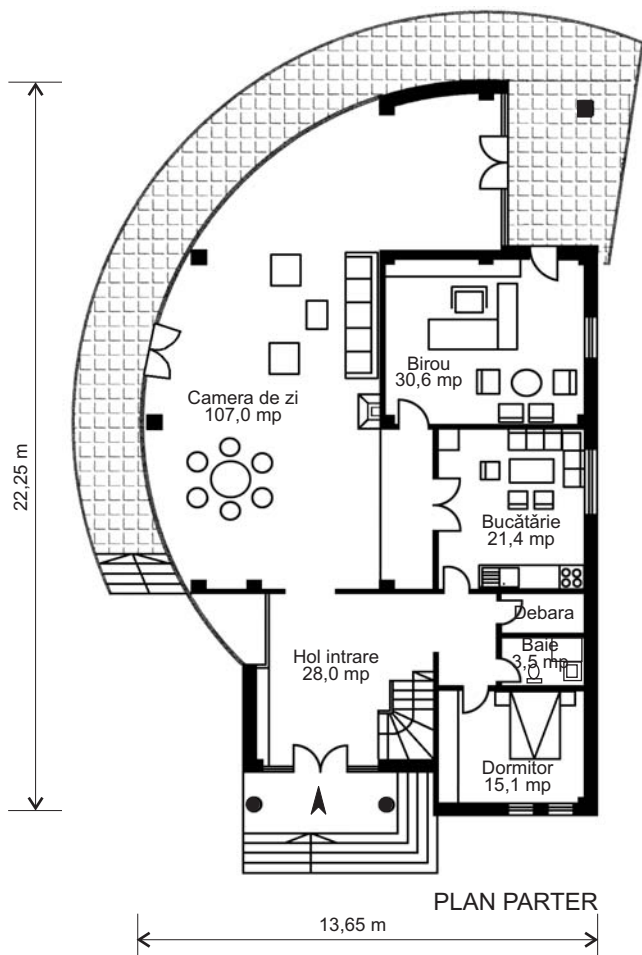 22,25 m
Birou
30,6 mp
Camera de zi
107,0 mp
Bucătărie
21,4 mp
Debara
Baie
3,5 mp
Hol intrare
28,0 mp
Dormitor
15,1 mp
PLAN PARTER
13,65 m